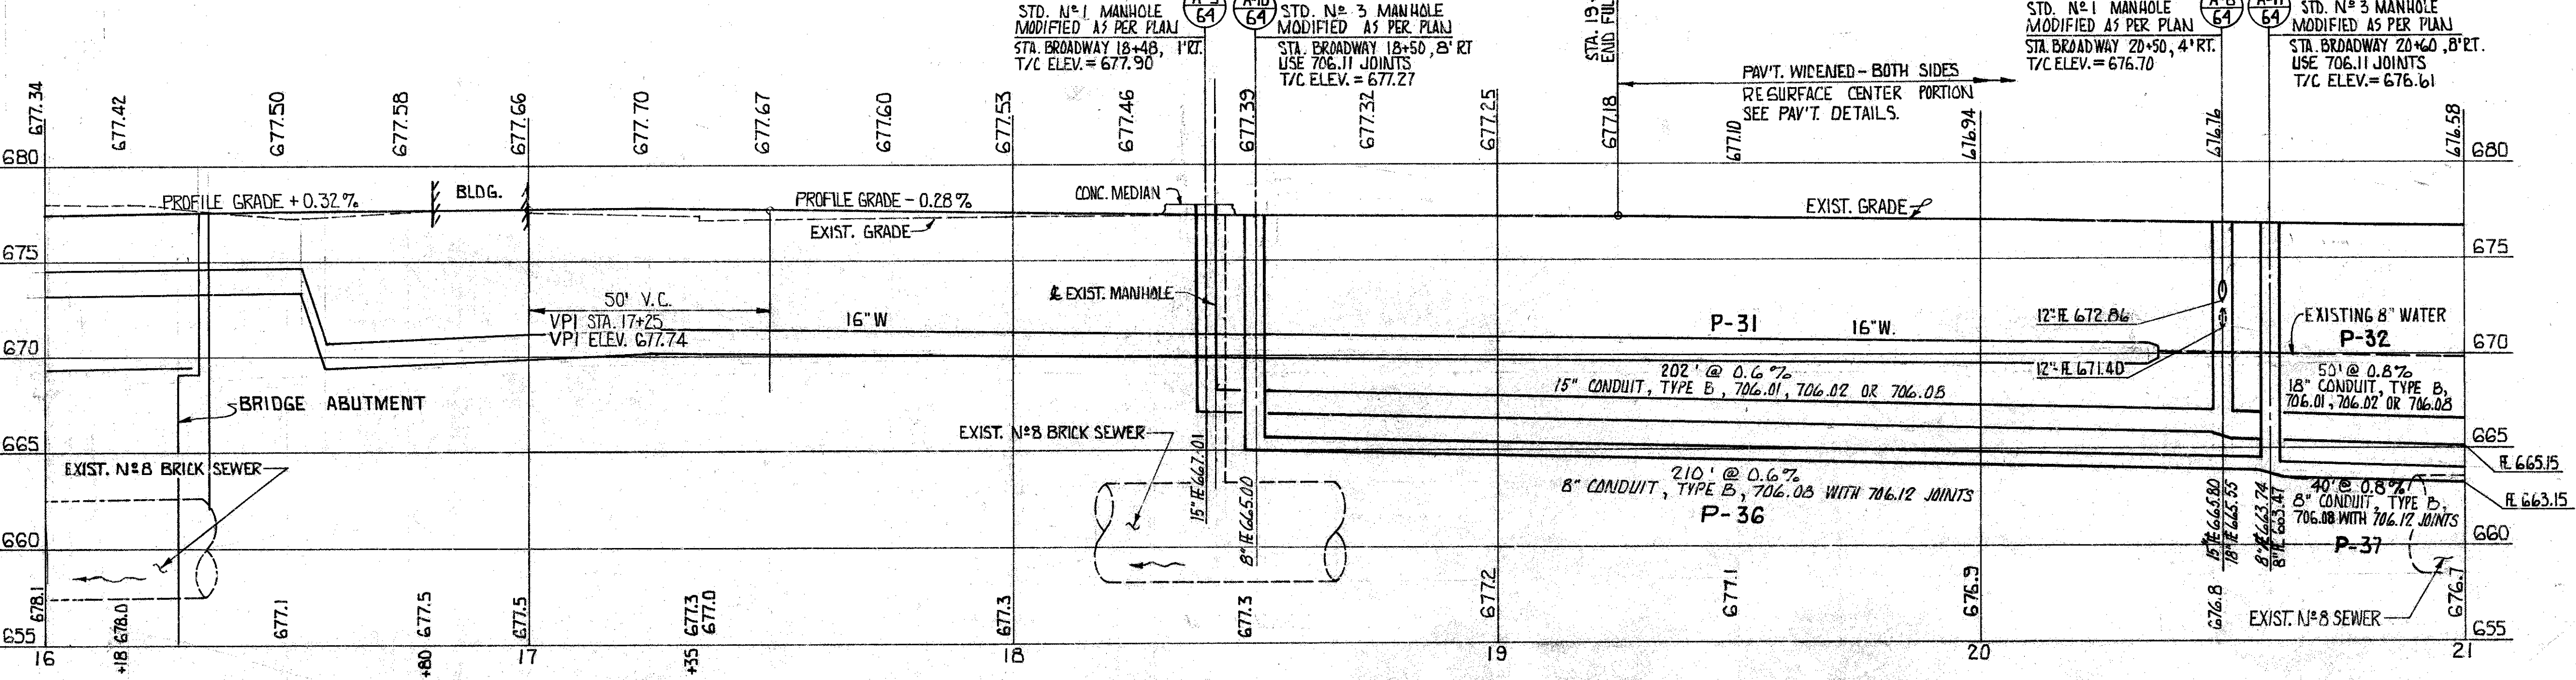 STD. Nº 1 MANHOLE
MODIFIED AS PER PLAN
STA. BROADWAY 18+48, 1' RT.
T/C ELEV. = 677.90
64
64
STD. Nº 3 MANHOLE
MODIFIED AS PER PLAN
STA. BROADWAY 18+50, 8' RT
USE 706.11 JOINTS
T/C ELEV. = 677.27
PAV'T. WIDENED - BOTH SIDES
RESURFACE CENTER PORTION
SEE PAV'T. DETAILS.
STD. Nº 1 MANHOLE
MODIFIED AS PER PLAN
STA. BROADWAY 20+50, 4' RT.
T/C ELEV. = 676.70
64
64
STD. Nº 3 MANHOLE
MODIFIED AS PER PLAN
STA. BROADWAY 20+60, 8' RT.
USE 706.11 JOINTS
T/C ELEV. = 676.61
677.34
677.42
677.50
677.58
677.66
677.70
677.67
677.60
677.53
677.46
677.39
677.32
677.25
677.18
677.10
676.94
676.76
676.58
680
680
PROFILE GRADE + 0.32 %
BLDG.
PROFILE GRADE - 0.28 %
EXIST. GRADE
CONC. MEDIAN
EXIST. GRADE
675
675
50' V.C.
VPI STA. 17+25
VPI ELEV. 677.74
16" W
℄ EXIST. MANHOLE
P-31
16" W.
12" FE 672.86
EXISTING 8" WATER
P-32
670
670
202' @ 0.6 %
15" CONDUIT, TYPE B, 706.01, 706.02 OR 706.08
12" FE 671.40
50' @ 0.8%
18" CONDUIT, TYPE B,
706.01, 706.02 OR 706.08
BRIDGE ABUTMENT
EXIST. Nº 8 BRICK SEWER
665
665
EXIST. Nº 8 BRICK SEWER
15" FE 667.01
8" FE 665.00
210' @ 0.6 %
8" CONDUIT, TYPE B, 706.08 WITH 706.12 JOINTS
P-36
FE 665.15
FE 663.15
15" FE 665.80
18" FE 665.55
8" FE 663.74
8" FE 663.47
40' @ 0.8 %
8" CONDUIT, TYPE B,
706.08 WITH 706.12 JOINTS
P-37
660
660
678.1
678.0
677.1
677.5
677.5
677.3
677.0
677.3
677.3
677.2
677.1
676.9
676.8
676.7
EXIST. Nº 8 SEWER
655
655
16
+18
+80
17
+35
18
19
20
21